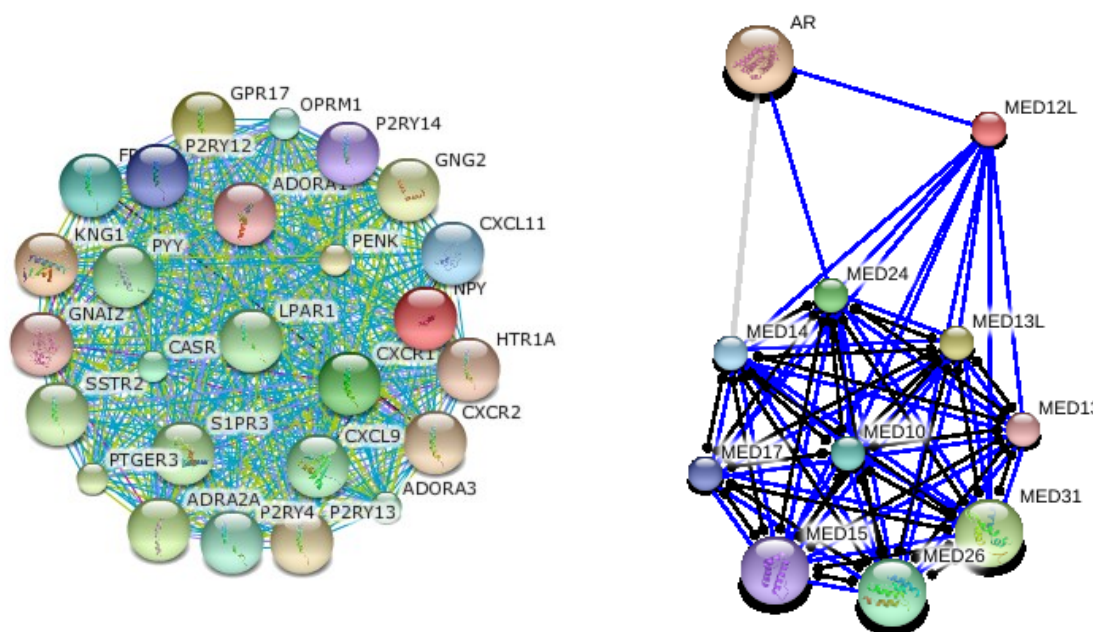 GPR17
OPRM1
P2RY14
P2RY12
GNG2
ADORA1
KNG1
PYY
PENK
CXCL11
NPY
GNAI2
LPAR1
HTR1A
CASR
CXCR1
SSTR2
CXCR2
S1PR3
CXCL9
PTGER3
ADORA3
ADRA2A
P2RY4
P2RY13
AR
MED12L
MED24
MED14
MED13L
MED13
MED10
MED17
MED31
MED15
MED26